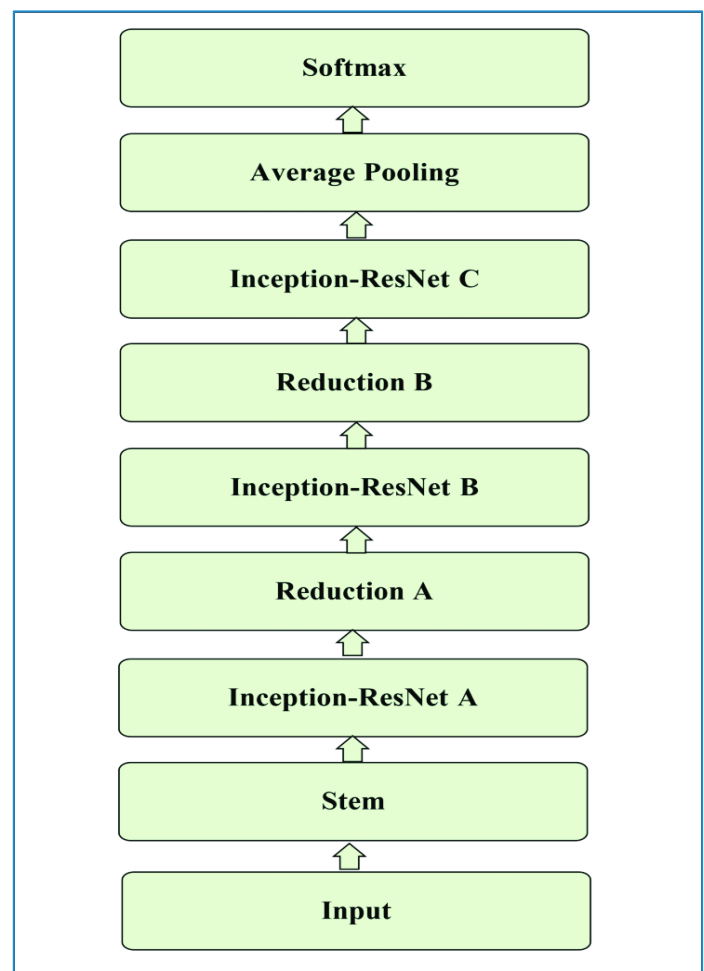 Softmax
Average Pooling
Inception-ResNet C
Reduction B
Inception-ResNet B
Reduction A
Inception-ResNet A
Stem
Input